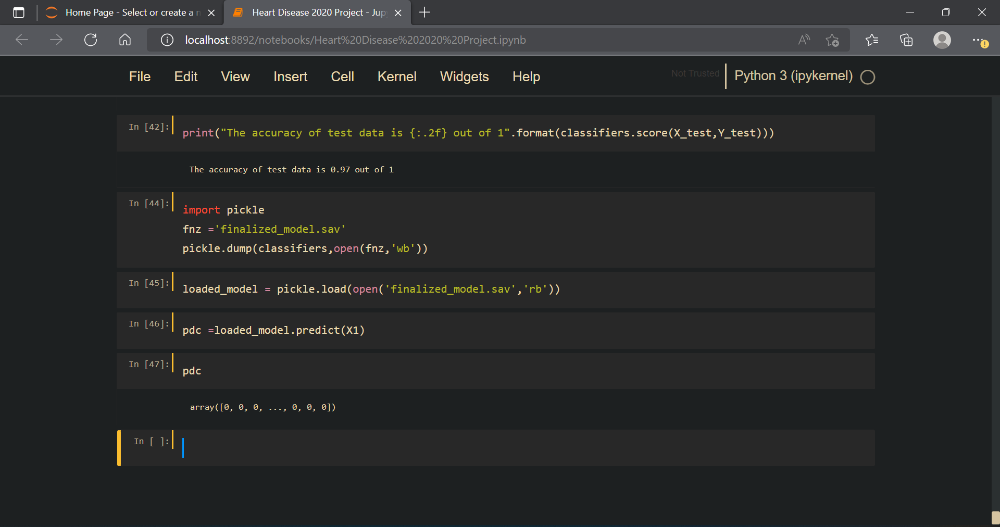 Home Page - Select or create a n
Heart Disease 2020 Project - Jup
localhost:8892/notebooks/Heart%20Disease%202020%20Project.ipynb
File Edit View Insert Cell Kernel Widgets Help
Not Trusted
Python 3 (ipykernel)
In [42]:
print("The accuracy of test data is {:.2f} out of 1".format(classifiers.score(X_test,Y_test)))
The accuracy of test data is 0.97 out of 1
In [44]:
import pickle
fnz ='finalized_model.sav'
pickle.dump(classifiers,open(fnz,'wb'))
In [45]:
loaded_model = pickle.load(open('finalized_model.sav','rb'))
In [46]:
pdc =loaded_model.predict(X1)
In [47]:
pdc
array([0, 0, 0, ..., 0, 0, 0])
In [ ]: